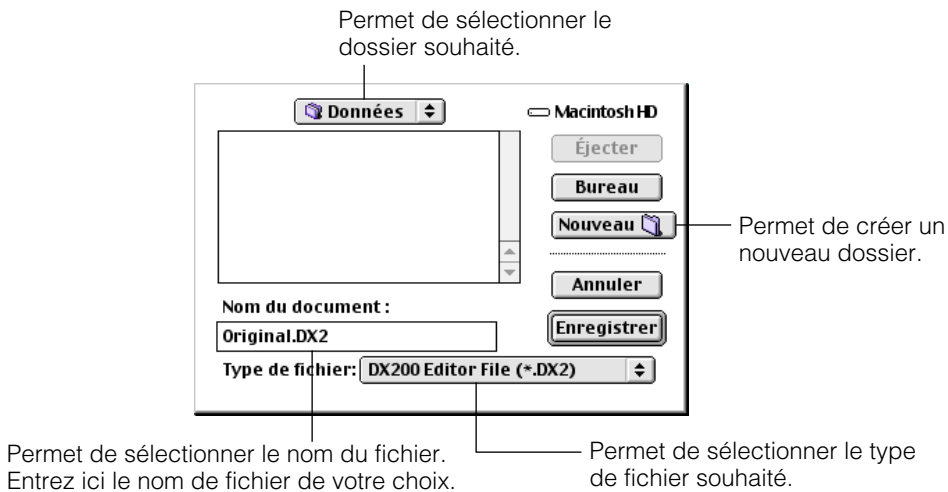 Permet de sélectionner le
dossier souhaité.
Données
Macintosh HD
Éjecter
Bureau
Nouveau
Permet de créer un
nouveau dossier.
Annuler
Nom du document :
Original.DX2
Enregistrer
Type de fichier:
DX200 Editor File (*.DX2)
Permet de sélectionner le nom du fichier.
Entrez ici le nom de fichier de votre choix.
Permet de sélectionner le type
de fichier souhaité.